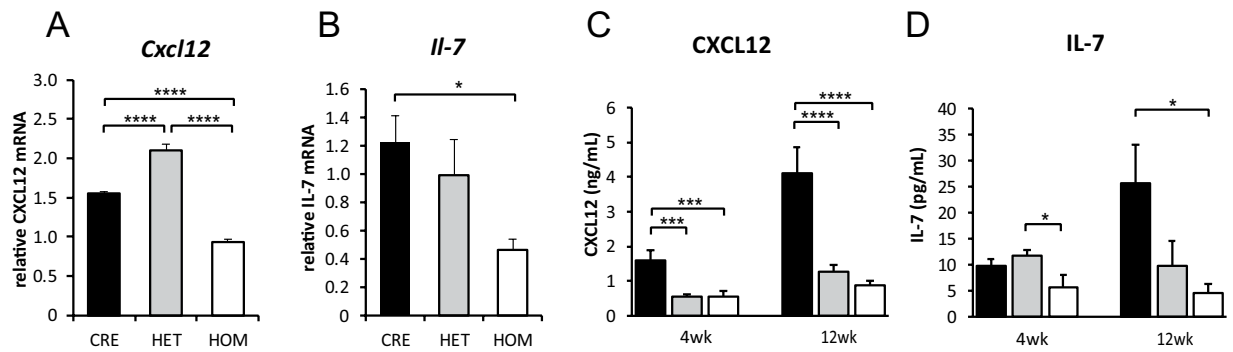 A
Cxcl12
relative CXCL12 mRNA
3.0
2.5
2.0
1.5
1.0
0.5
0.0
****
**** ****
CRE HET HOM
B
Il-7
relative IL-7 mRNA
1.6
1.4
1.2
1.0
0.8
0.6
0.4
0.2
0
*
CRE HET HOM
C
CXCL12
CXCL12 (ng/mL)
6
5
4
3
2
1
0
***
***
****
****
4wk 12wk
D
IL-7
IL-7 (pg/mL)
40
35
30
25
20
15
10
5
0
*
*
4wk 12wk